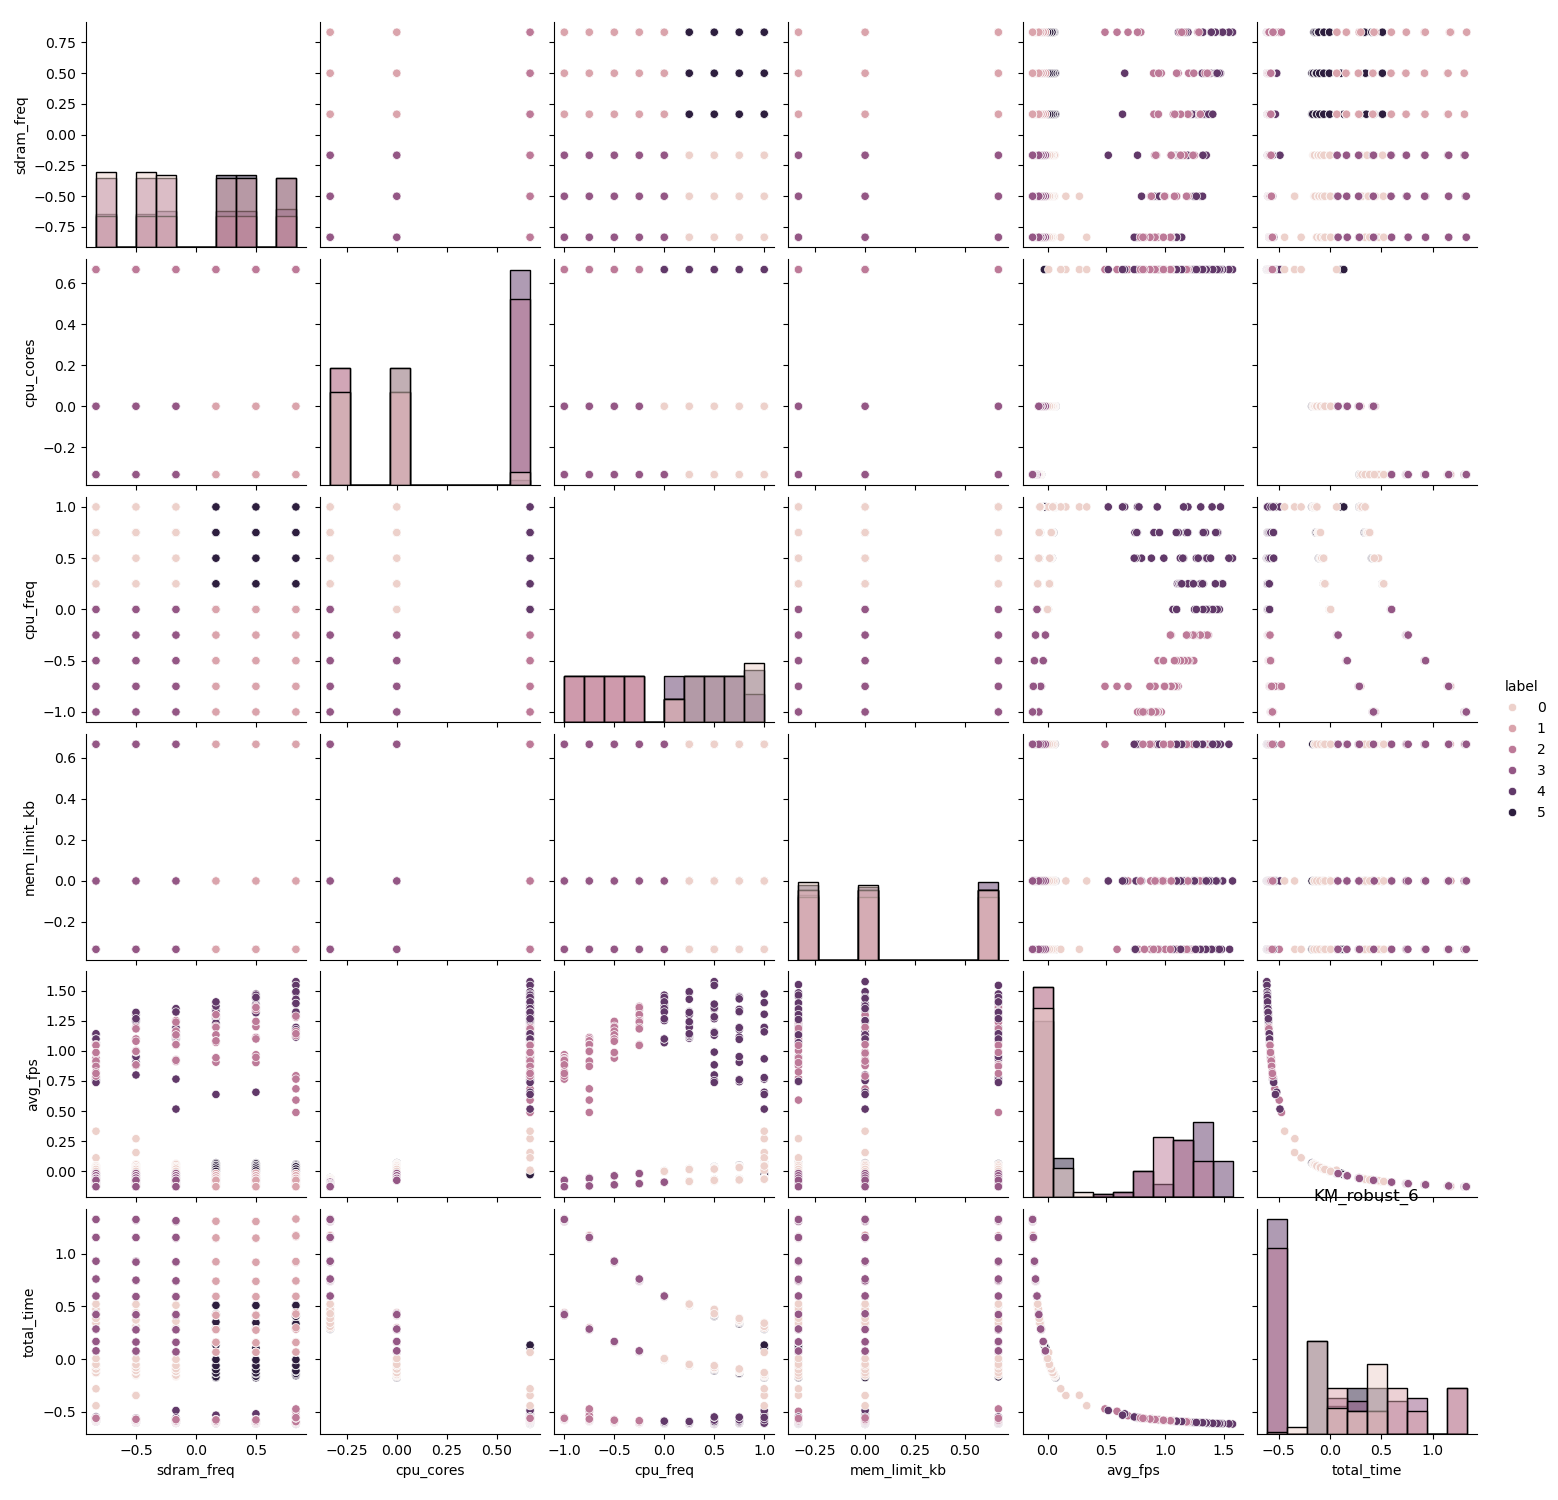 0.75
0.50
0.25
0.00
−0.25
−0.50
−0.75
sdram_freq
0.6
0.4
0.2
0.0
−0.2
cpu_cores
1.0
0.5
0.0
−0.5
−1.0
cpu_freq
label
0
1
2
3
4
5
0.6
0.4
0.2
0.0
−0.2
mem_limit_kb
1.50
1.25
1.00
0.75
0.50
0.25
0.00
avg_fps
KM_robust_6
1.0
0.5
0.0
−0.5
total_time
−0.5 0.0 0.5
−0.25 0.00 0.25 0.50
−1.0 −0.5 0.0 0.5 1.0
−0.25 0.00 0.25 0.50
0.0 0.5 1.0 1.5
−0.5 0.0 0.5 1.0
sdram_freq
cpu_cores
cpu_freq
mem_limit_kb
avg_fps
total_time